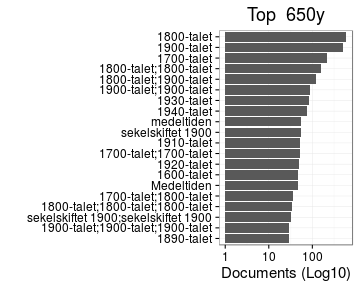 Top 650y
1800-talet
1900-talet
1700-talet
1800-talet;1800-talet
1800-talet;1900-talet
1900-talet;1900-talet
1930-talet
1940-talet
medeltiden
sekelskiftet 1900
1910-talet
1700-talet;1700-talet
1920-talet
1600-talet
Medeltiden
1700-talet;1800-talet
1800-talet;1800-talet;1800-talet
sekelskiftet 1900;sekelskiftet 1900
1900-talet;1900-talet;1900-talet
1890-talet
1 10 100
Documents (Log10)